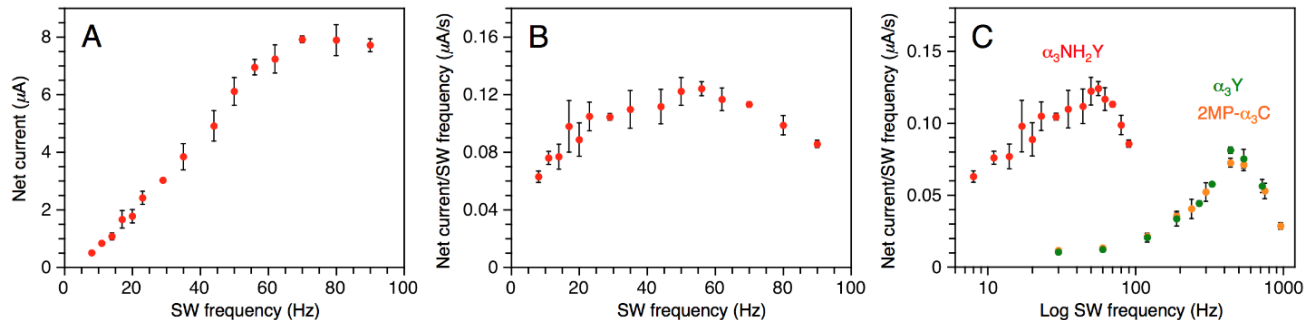 A
Net current (μA)
8
6
4
2
0
0 20 40 60 80 100
SW frequency (Hz)
B
Net current/SW frequency (μA/s)
0.16
0.12
0.08
0.04
0
0 20 40 60 80 100
SW frequency (Hz)
C
Net current/SW frequency (μA/s)
0.15
0.10
0.05
0
α₃NH₂Y
α₃Y
2MP-α₃C
10 100 1000
Log SW frequency (Hz)